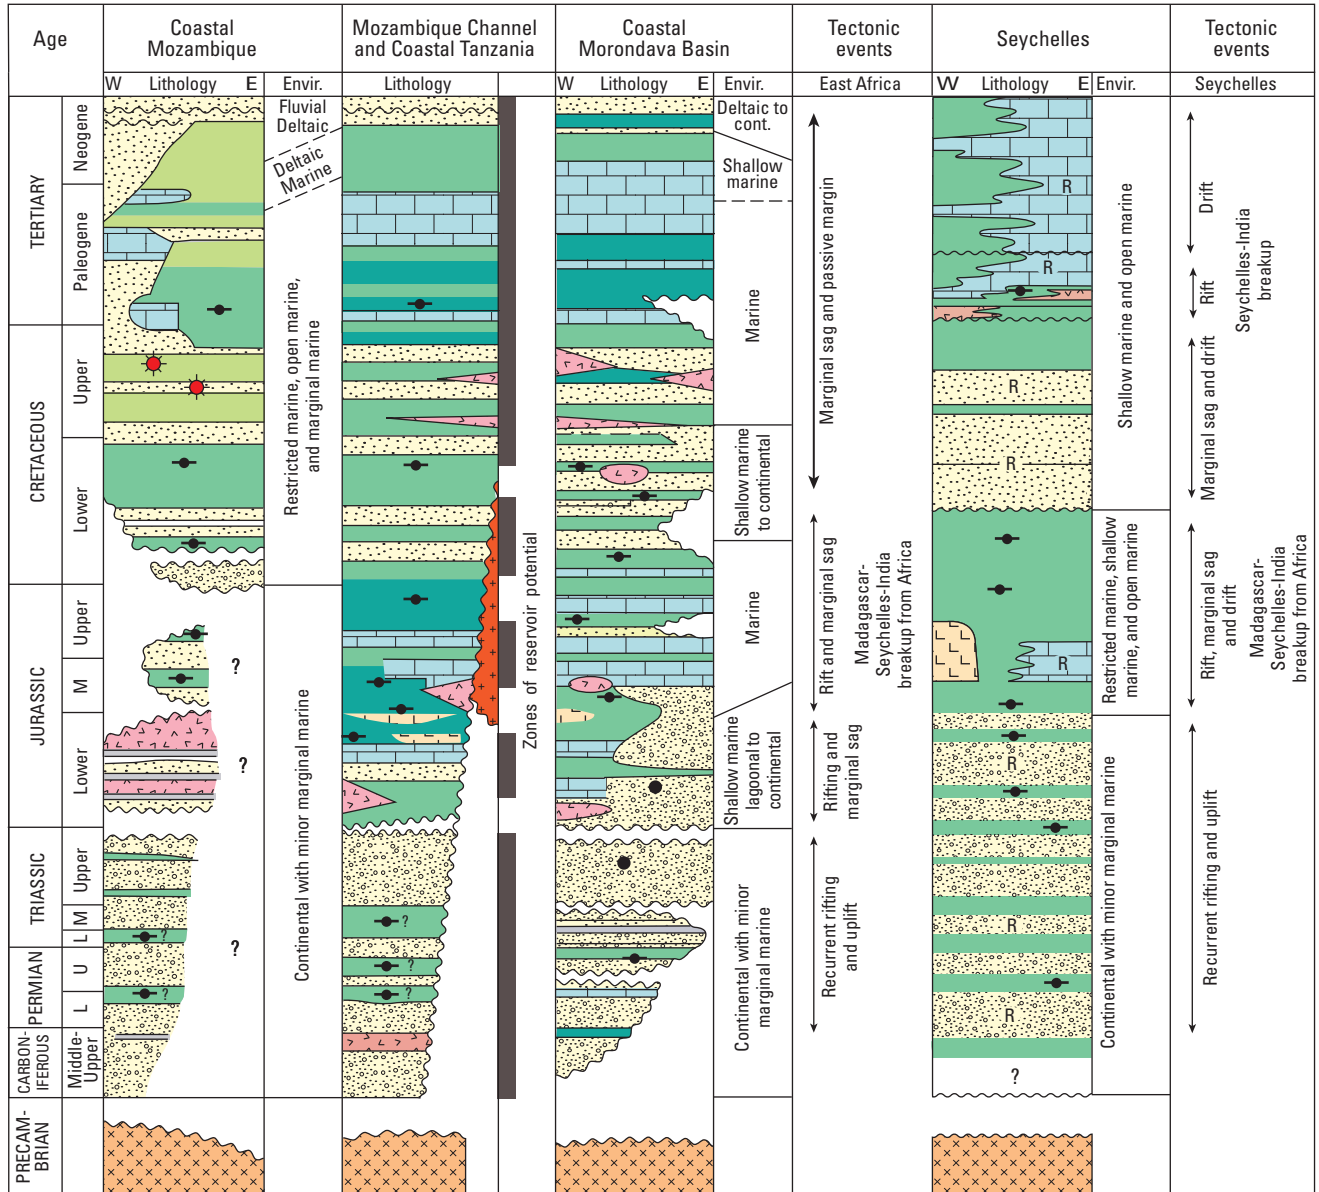 Age
Coastal
Mozambique
Mozambique Channel
and Coastal Tanzania
Coastal
Morondava Basin
Tectonic
events
Seychelles
Tectonic
events
W Lithology E
Envir.
Lithology
W Lithology E
Envir.
East Africa
W Lithology E
Envir.
Seychelles
TERTIARY
Neogene
Paleogene
CRETACEOUS
Upper
Lower
JURASSIC
Upper
M
Lower
TRIASSIC
Upper
M
L
PERMIAN
U
L
CARBON-
IFEROUS
Middle-
Upper
PRECAM-
BRIAN
?
?
?
?
?
Fluvial
Deltaic
Deltaic
Marine
Restricted marine, open marine,
and marginal marine
Continental with minor marginal marine
?
?
?
Zones of reservoir potential
Deltaic to
cont.
Shallow
marine
Marine
Shallow marine
to continental
Marine
Shallow marine
lagoonal to
continental
Continental with minor
marginal marine
Marginal sag and passive margin
Rift and marginal sag
Madagascar-
Seychelles-India
breakup from Africa
Rifting and
marginal sag
Recurrent rifting
and uplift
R
R
R
R
R
R
R
R
?
Shallow marine and open marine
Restricted marine, shallow
marine, and open marine
Continental with minor marginal marine
Drift
Rift
Seychelles-India
breakup
Marginal sag and drift
Rift, marginal sag
and drift
Madagascar-
Seychelles-India
breakup from Africa
Recurrent rifting and uplift